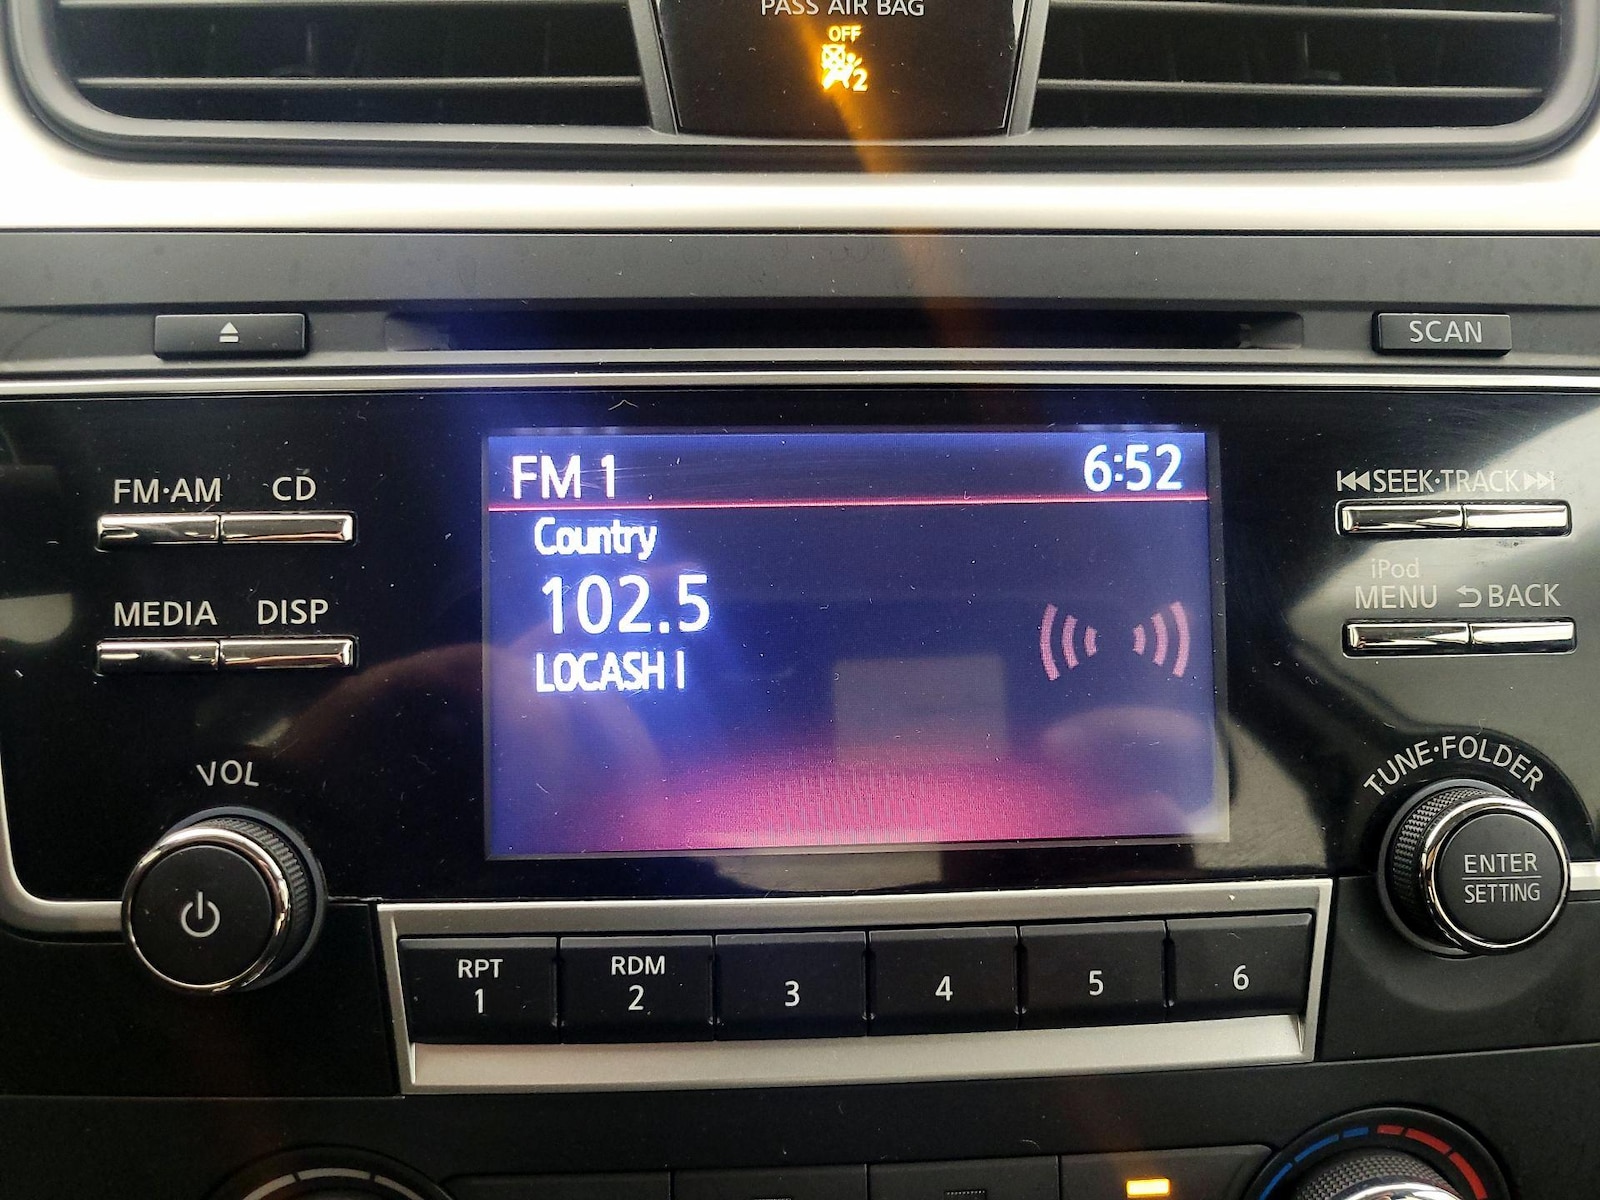 PASS AIR BAG
OFF
2
SCAN
FM·AM CD
MEDIA DISP
VOL
FM 1 6:52
Country
102.5
LOCASH I
SEEK·TRACK
iPod
MENU BACK
TUNE·FOLDER
ENTER
SETTING
RPT
1
RDM
2
3
4
5
6